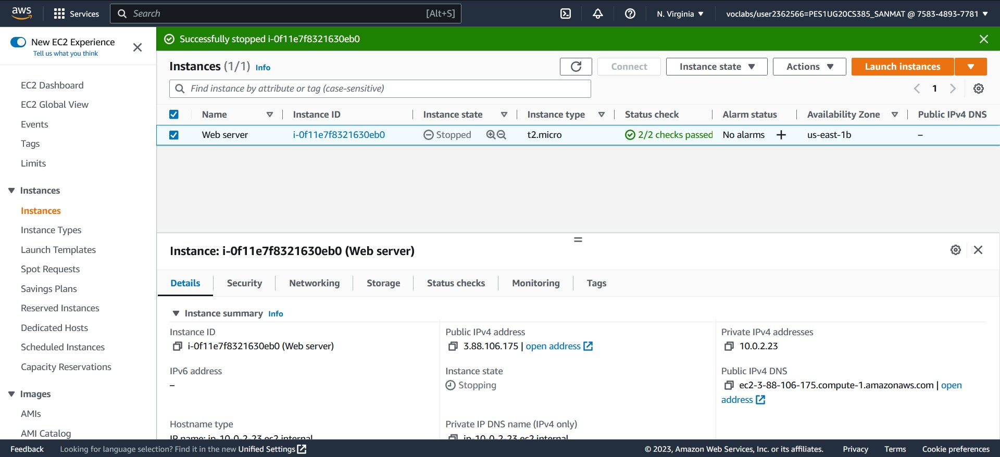 aws
Services
Search
[Alt+S]
N. Virginia
voclabs/user2362566=PES1UG20CS385_SANMAT @ 7583-4893-7781
New EC2 Experience
Tell us what you think
EC2 Dashboard
EC2 Global View
Events
Tags
Limits
Instances
Instances
Instance Types
Launch Templates
Spot Requests
Savings Plans
Reserved Instances
Dedicated Hosts
Scheduled Instances
Capacity Reservations
Images
AMIs
AMI Catalog
Successfully stopped i-0f11e7f8321630eb0
Instances (1/1) Info
Connect
Instance state
Actions
Launch instances
Find instance by attribute or tag (case-sensitive)
1
Name Instance ID Instance state Instance type Status check Alarm status Availability Zone Public IPv4 DNS
Web server i-0f11e7f8321630eb0 Stopped t2.micro 2/2 checks passed No alarms + us-east-1b –
Instance: i-0f11e7f8321630eb0 (Web server)
Details Security Networking Storage Status checks Monitoring Tags
Instance summary Info
Instance ID
i-0f11e7f8321630eb0 (Web server)
Public IPv4 address
3.88.106.175 | open address
Private IPv4 addresses
10.0.2.23
IPv6 address
–
Instance state
Stopping
Public IPv4 DNS
ec2-3-88-106-175.compute-1.amazonaws.com | open
address
Hostname type
IP name: ip-10-0-2-23.ec2.internal
Private IP DNS name (IPv4 only)
ip-10-0-2-23.ec2.internal
Feedback
Looking for language selection? Find it in the new Unified Settings
© 2023, Amazon Web Services, Inc. or its affiliates.
Privacy
Terms
Cookie preferences